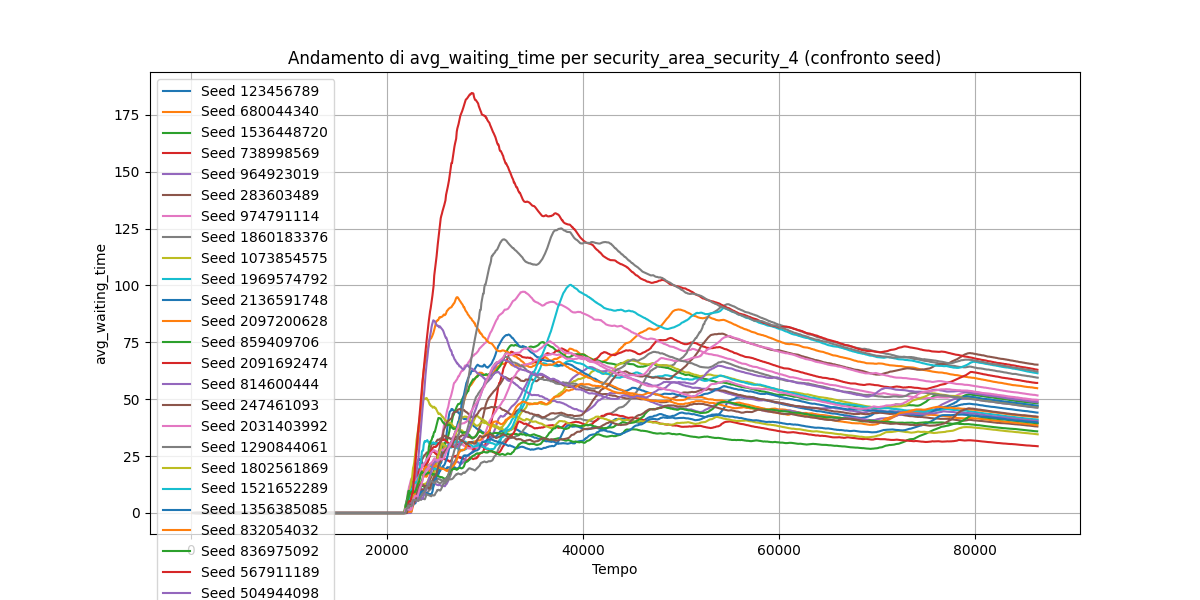 Andamento di avg_waiting_time per security_area_security_4 (confronto seed)
avg_waiting_time
175
150
125
100
75
50
25
0
Seed 123456789
Seed 680044340
Seed 1536448720
Seed 738998569
Seed 964923019
Seed 283603489
Seed 974791114
Seed 1860183376
Seed 1073854575
Seed 1969574792
Seed 2136591748
Seed 2097200628
Seed 859409706
Seed 2091692474
Seed 814600444
Seed 247461093
Seed 2031403992
Seed 1290844061
Seed 1802561869
Seed 1521652289
Seed 1356385085
Seed 832054032
Seed 836975092
Seed 567911189
Seed 504944098
0 20000 40000 60000 80000
Tempo